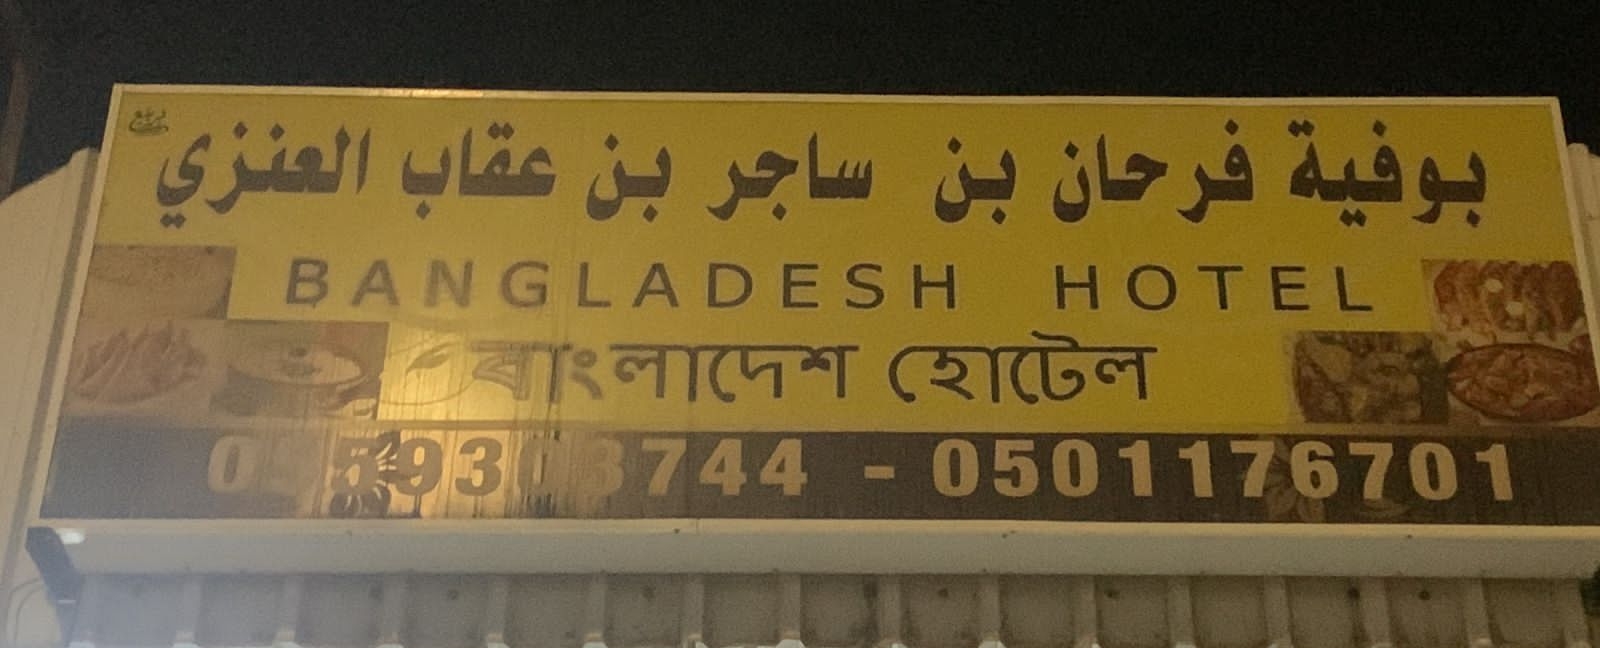 بوفية فرحان بن ساجر بن عقاب العنزي
BANGLADESH HOTEL
বাংলাদেশ হোটেল
- 0501176701